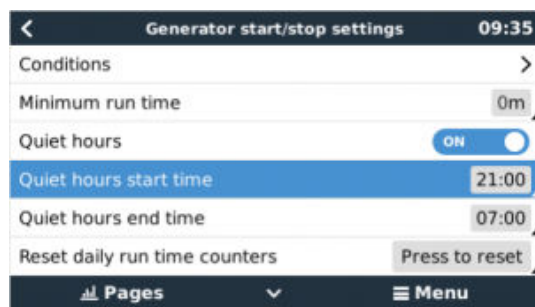 Generator start/stop settings 09:35
Conditions
Minimum run time 0m
Quiet hours ON
Quiet hours start time 21:00
Quiet hours end time 07:00
Reset daily run time counters Press to reset
Pages Menu